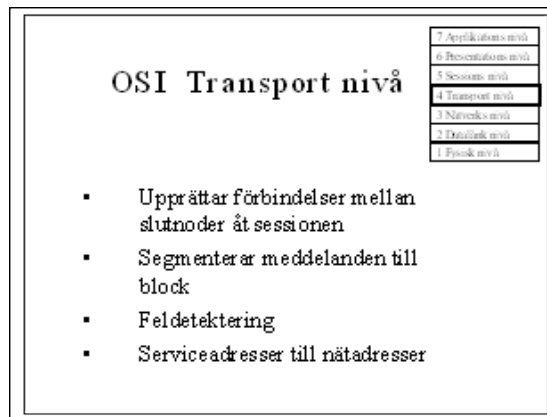 7 Applikations nivå
6 Presentations nivå
5 Sessions nivå
4 Transport nivå
3 Nätverks nivå
2 Datalänk nivå
1 Fysisk nivå
OSI Transport nivå
▪ Upprättar förbindelser mellan
slutnoder åt sessionen
▪ Segmenterar meddelanden till
block
▪ Feldetektering
▪ Serviceadresser till nätadresser